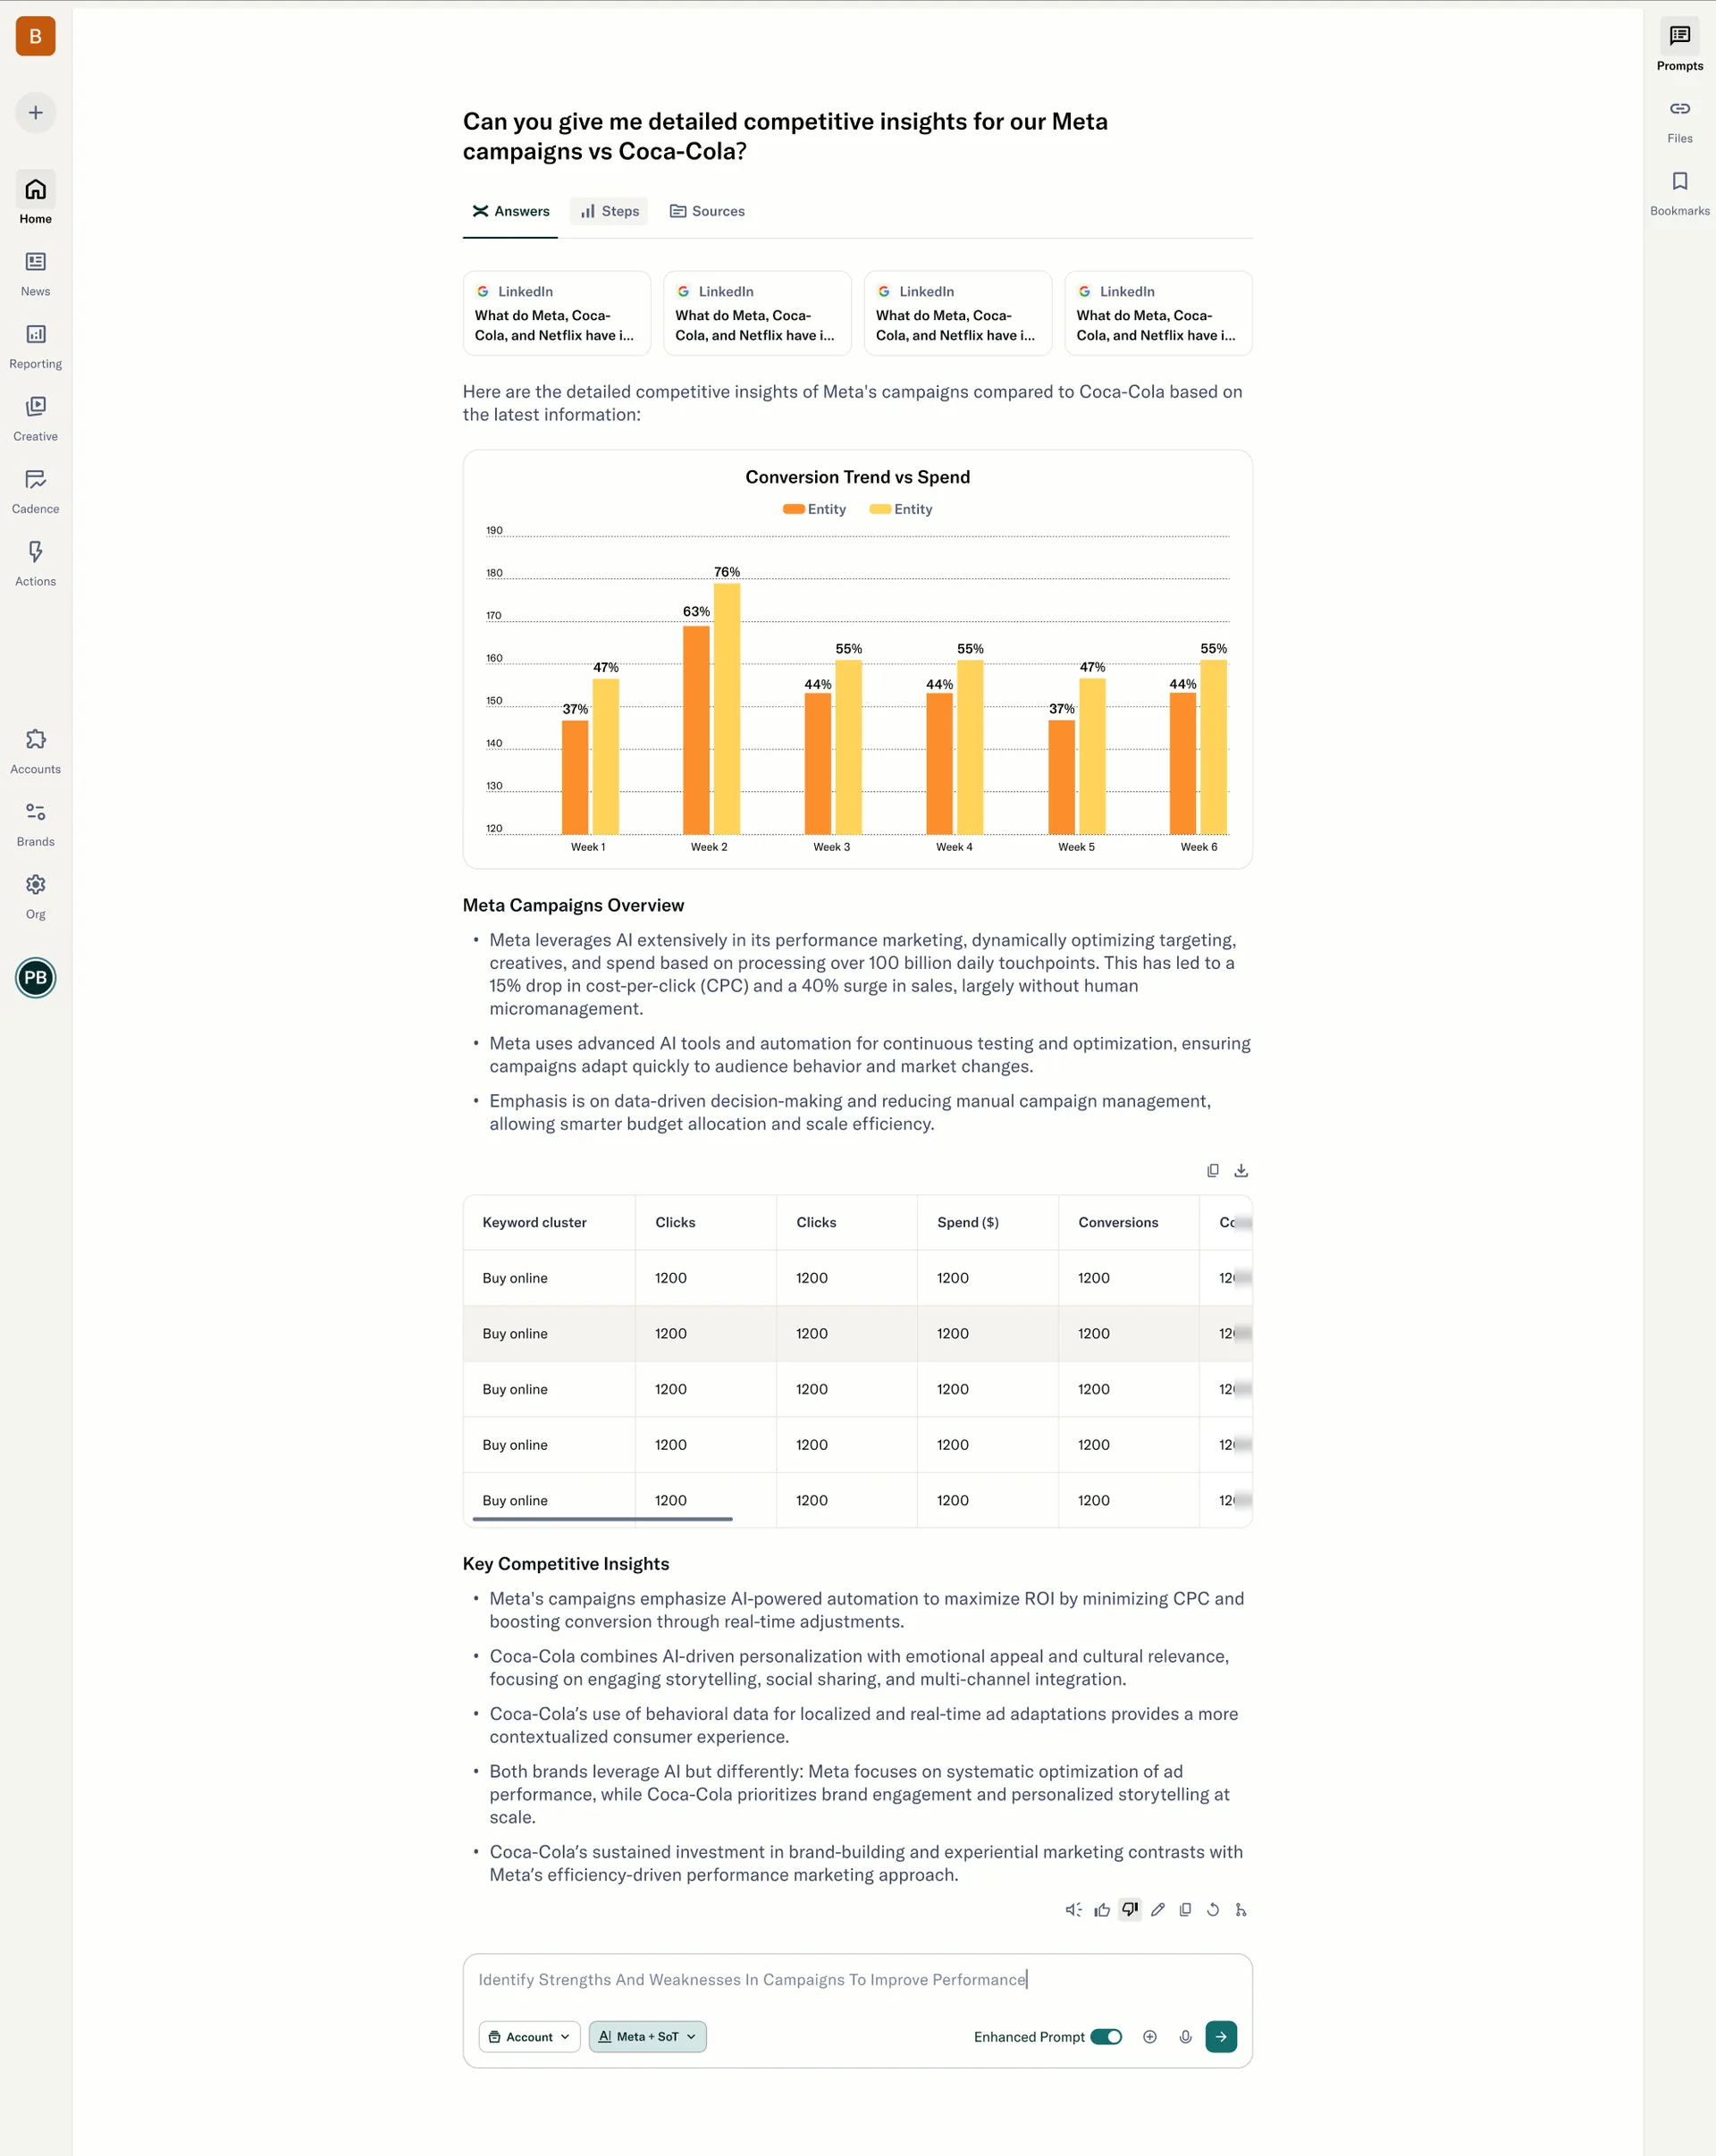 B
Home
News
Reporting
Creative
Cadence
Actions
Accounts
Brands
Org
PB
Can you give me detailed competitive insights for our Meta
campaigns vs Coca-Cola?
Answers Steps Sources
LinkedIn LinkedIn LinkedIn LinkedIn
What do Meta, Coca- What do Meta, Coca- What do Meta, Coca- What do Meta, Coca-
Cola, and Netflix have i... Cola, and Netflix have i... Cola, and Netflix have i... Cola, and Netflix have i...
Here are the detailed competitive insights of Meta's campaigns compared to Coca-Cola based on
the latest information:
Conversion Trend vs Spend
Entity Entity
190
180
170
160
150
140
130
120
37% 47% 63% 76% 44% 55% 44% 55% 37% 47% 44% 55%
Week 1 Week 2 Week 3 Week 4 Week 5 Week 6
Meta Campaigns Overview
• Meta leverages AI extensively in its performance marketing, dynamically optimizing targeting,
creatives, and spend based on processing over 100 billion daily touchpoints. This has led to a
15% drop in cost-per-click (CPC) and a 40% surge in sales, largely without human
micromanagement.
• Meta uses advanced AI tools and automation for continuous testing and optimization, ensuring
campaigns adapt quickly to audience behavior and market changes.
• Emphasis is on data-driven decision-making and reducing manual campaign management,
allowing smarter budget allocation and scale efficiency.
Keyword cluster Clicks Clicks Spend ($) Conversions
Buy online 1200 1200 1200 1200
Buy online 1200 1200 1200 1200
Buy online 1200 1200 1200 1200
Buy online 1200 1200 1200 1200
Buy online 1200 1200 1200 1200
Key Competitive Insights
• Meta's campaigns emphasize AI-powered automation to maximize ROI by minimizing CPC and
boosting conversion through real-time adjustments.
• Coca-Cola combines AI-driven personalization with emotional appeal and cultural relevance,
focusing on engaging storytelling, social sharing, and multi-channel integration.
• Coca-Cola's use of behavioral data for localized and real-time ad adaptations provides a more
contextualized consumer experience.
• Both brands leverage AI but differently: Meta focuses on systematic optimization of ad
performance, while Coca-Cola prioritizes brand engagement and personalized storytelling at
scale.
• Coca-Cola's sustained investment in brand-building and experiential marketing contrasts with
Meta's efficiency-driven performance marketing approach.
Identify Strengths And Weaknesses In Campaigns To Improve Performance
Account AI Meta + SoT Enhanced Prompt
Prompts
Files
Bookmarks